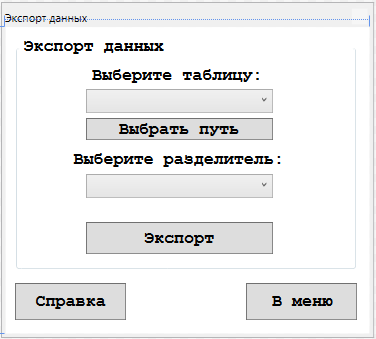 Экспорт данных
Экспорт данных
Выберите таблицу:
Выбрать путь
Выберите разделитель:
Экспорт
Справка
В меню